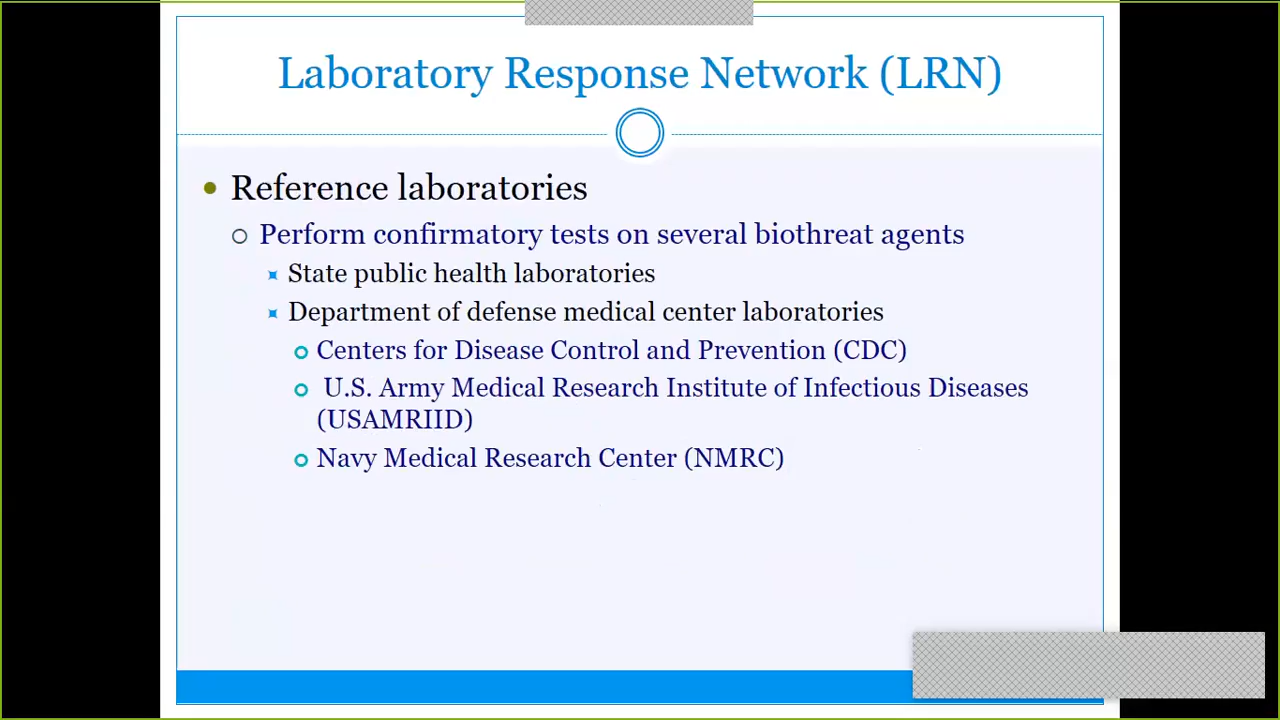 Laboratory Response Network (LRN)
Reference laboratories
Perform confirmatory tests on several biothreat agents
State public health laboratories
Department of defense medical center laboratories
Centers for Disease Control and Prevention (CDC)
U.S. Army Medical Research Institute of Infectious Diseases
(USAMRIID)
Navy Medical Research Center (NMRC)